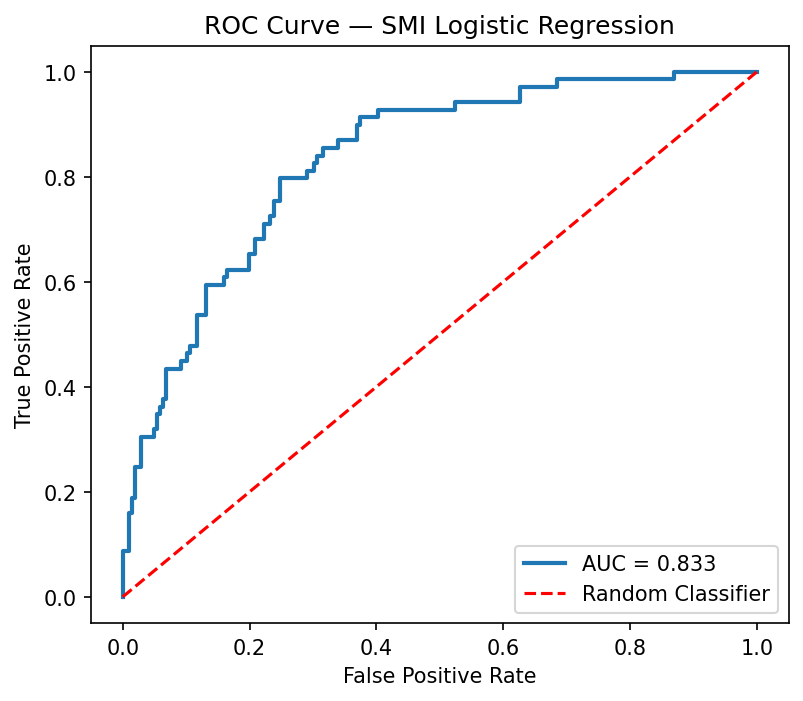 ROC Curve — SMI Logistic Regression
True Positive Rate
1.0
0.8
0.6
0.4
0.2
0.0
0.0 0.2 0.4 0.6 0.8 1.0
False Positive Rate
AUC = 0.833
Random Classifier